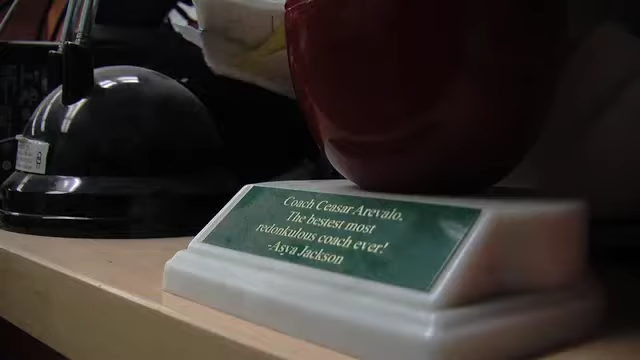 Coach Ceasar Arevalo.
The bestest most
redonkulous coach ever!
-Asya Jackson